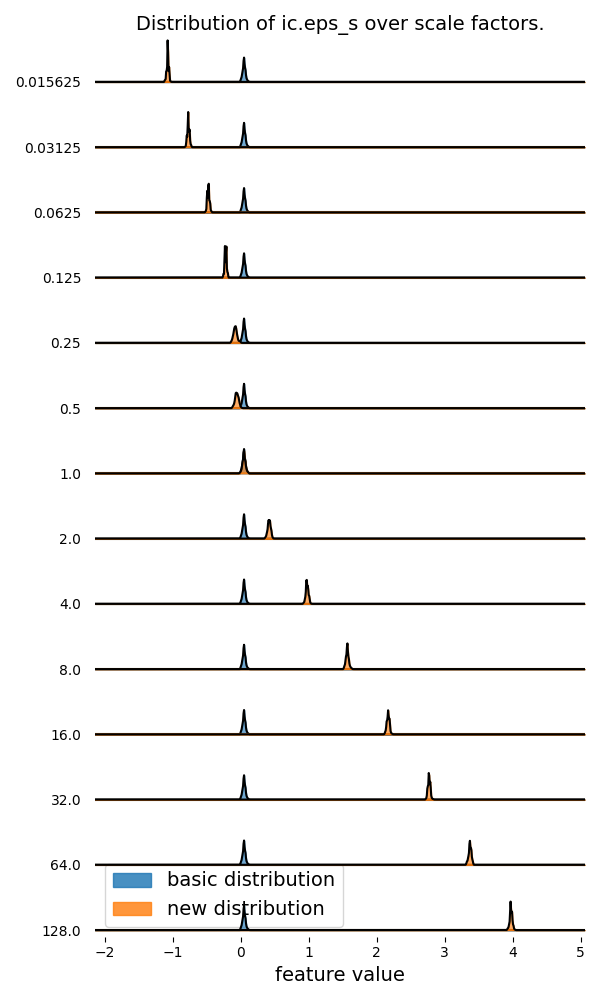 Distribution of ic.eps_s over scale factors.
0.015625
0.03125
0.0625
0.125
0.25
0.5
1.0
2.0
4.0
8.0
16.0
32.0
64.0
basic distribution
new distribution
128.0
−2 −1 0 1 2 3 4 5
feature value